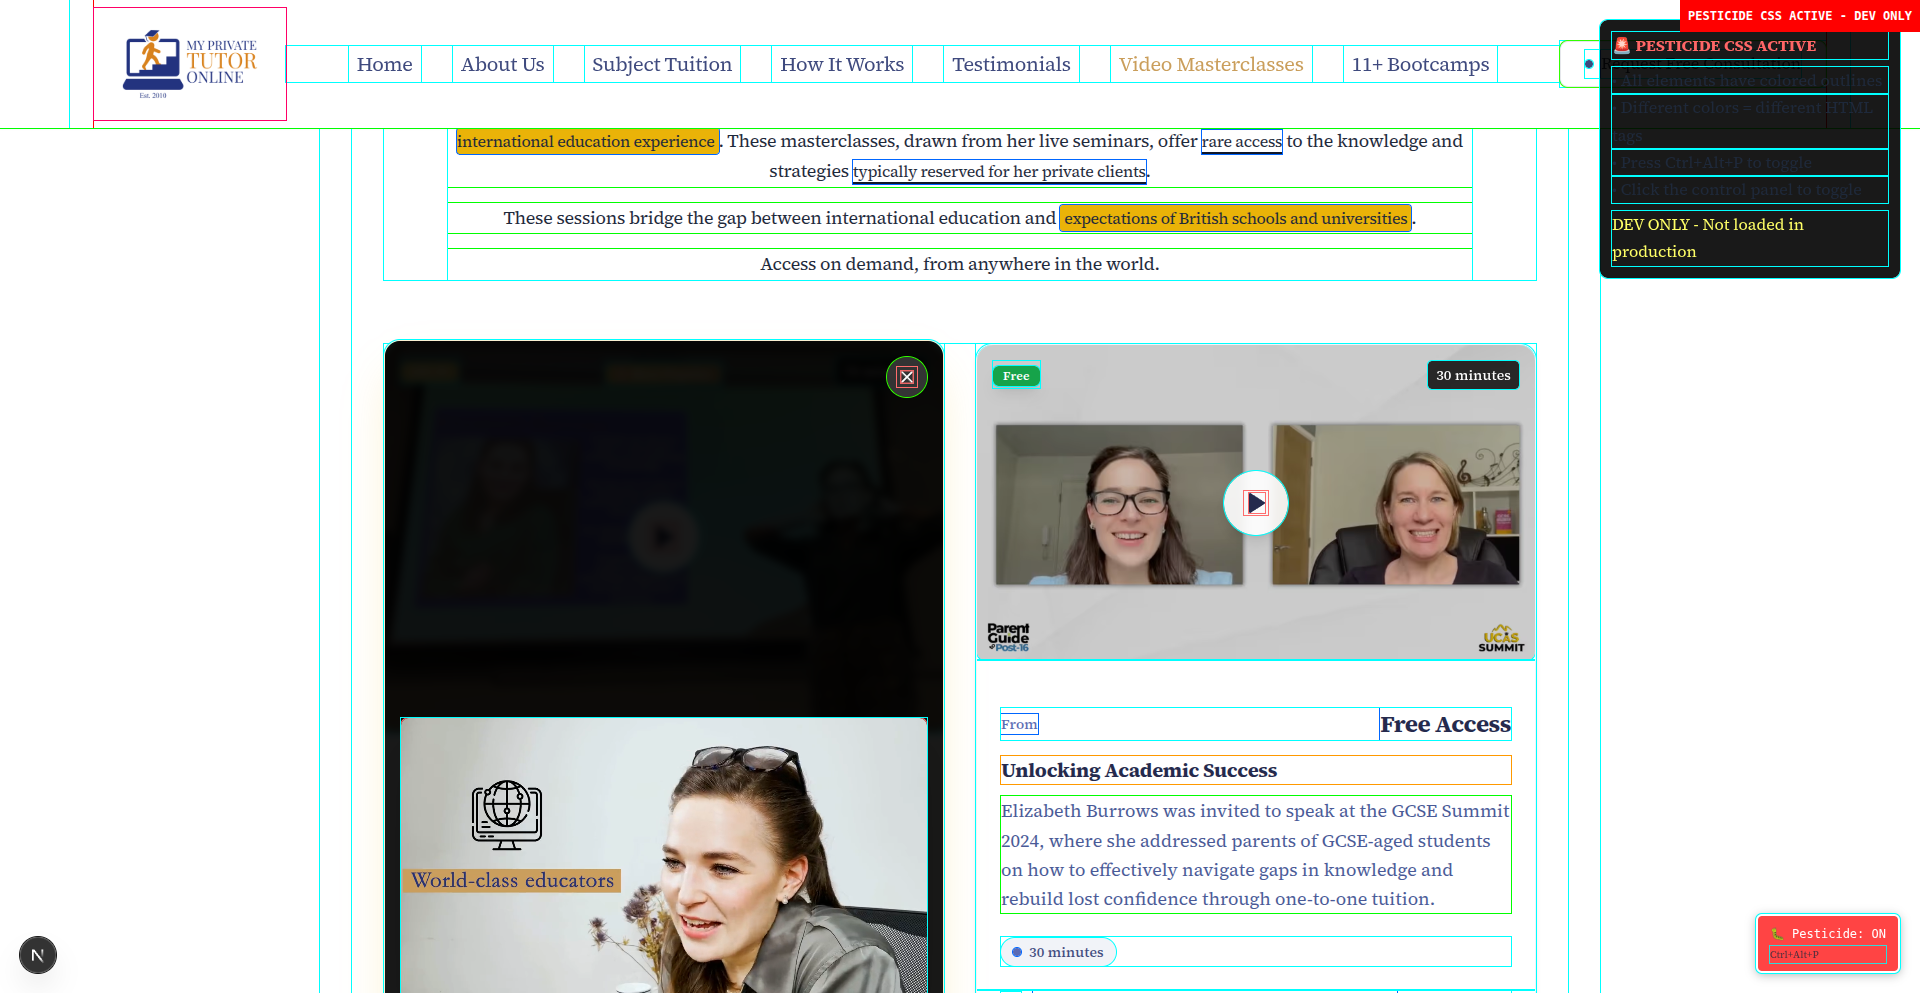 PESTICIDE CSS ACTIVE - DEV ONLY
MY PRIVATE
TUTOR
ONLINE
Est. 2010
Home
About Us
Subject Tuition
How It Works
Testimonials
Video Masterclasses
11+ Bootcamps
Request Free Consultation
🚨 PESTICIDE CSS ACTIVE
• All elements have colored outlines
• Different colors = different HTML
tags
• Press Ctrl+Alt+P to toggle
• Click the control panel to toggle
DEV ONLY - Not loaded in
production
international education experience. These masterclasses, drawn from her live seminars, offer rare access to the knowledge and
strategies typically reserved for her private clients.
These sessions bridge the gap between international education and expectations of British schools and universities.
Access on demand, from anywhere in the world.
World-class educators
Free
30 minutes
Parent
Guide
Post-16
UCAS
SUMMIT
From
Free Access
Unlocking Academic Success
Elizabeth Burrows was invited to speak at the GCSE Summit
2024, where she addressed parents of GCSE-aged students
on how to effectively navigate gaps in knowledge and
rebuild lost confidence through one-to-one tuition.
30 minutes
N
🐛 Pesticide: ON
Ctrl+Alt+P